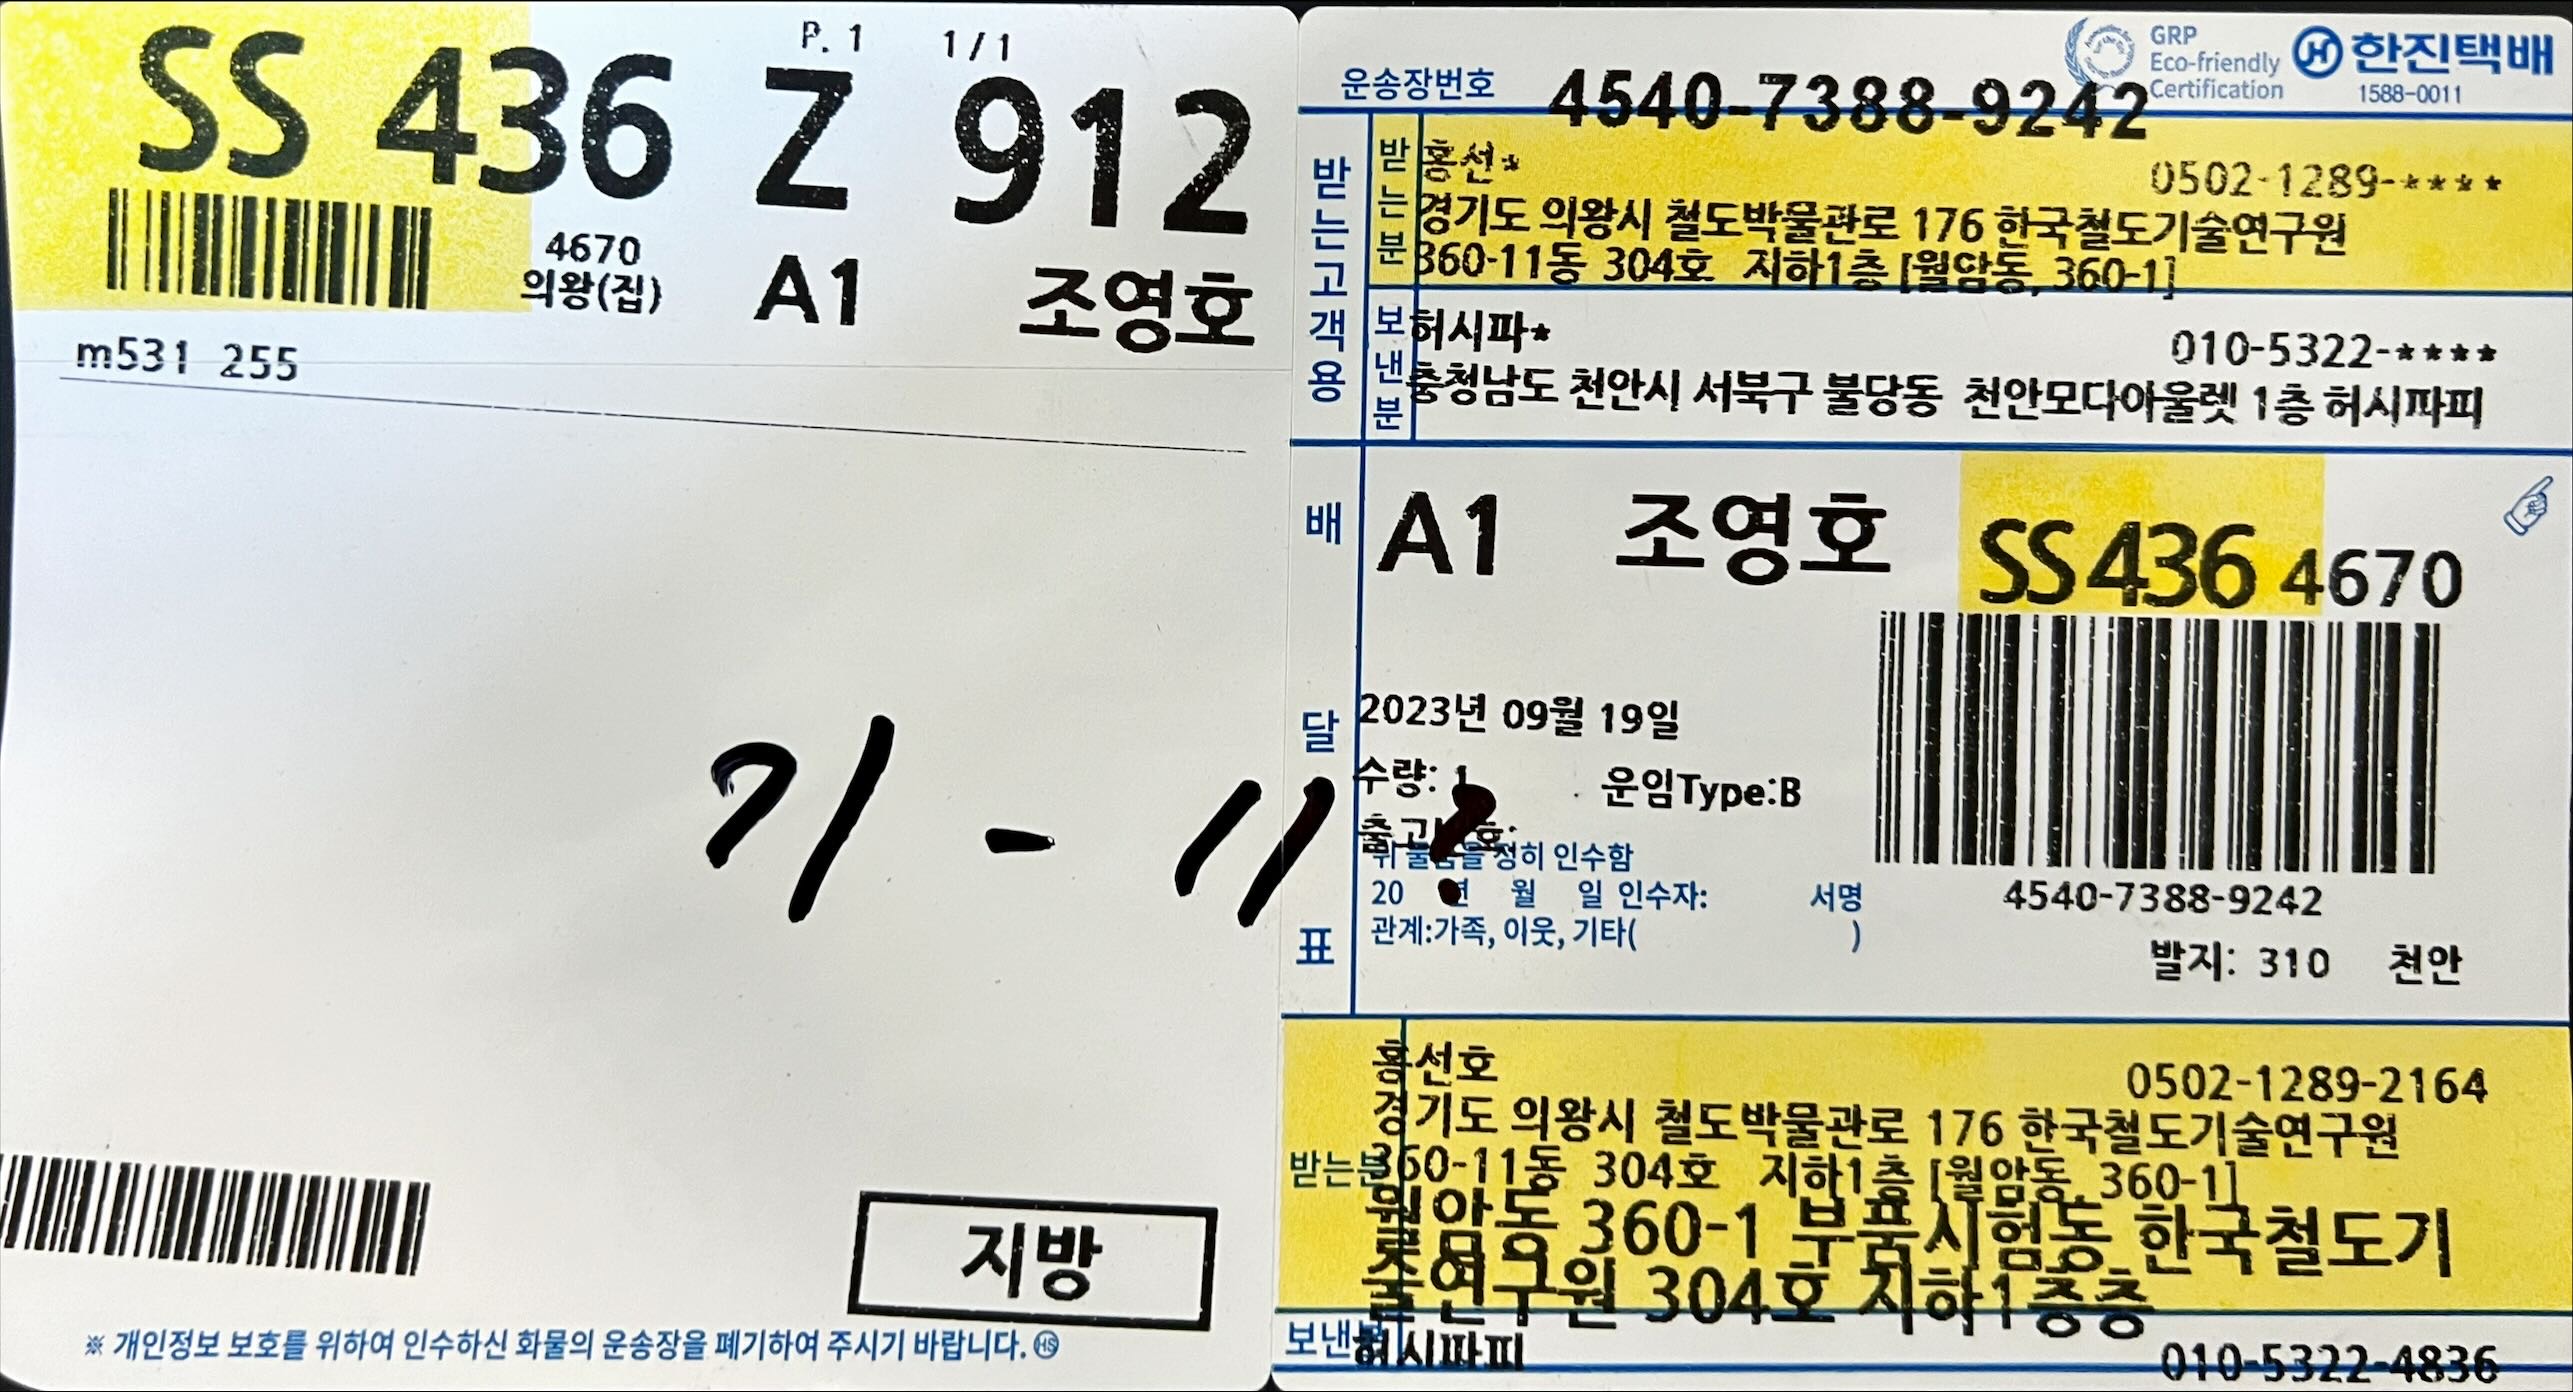 P. 1 1/1
SS 436 Z 912
4670
의왕(집)
A1 조영호
m531 255
지방
※ 개인정보 보호를 위하여 인수하신 화물의 운송장을 폐기하여 주시기 바랍니다. HS
GRP
Eco-friendly
Certification
한진택배
1588-0011
운송장번호 4540-7388-9242
받는고객용
받는분
홍선* 0502-1289-****
경기도 의왕시 철도박물관로 176 한국철도기술연구원
360-11동 304호 지하1층 [월암동, 360-1]
보낸분
허시파* 010-5322-****
충청남도 천안시 서북구 불당동 천안모다아울렛 1층 허시파피
배달표
A1 조영호 SS436 4670
2023년 09월 19일
수량: 1 운임Type:B
위 물품을 정히 인수함
20 년 월 일 인수자: 서명
관계:가족, 이웃, 기타( )
4540-7388-9242
발지: 310 천안
받는분
홍선호 0502-1289-2164
경기도 의왕시 철도박물관로 176 한국철도기술연구원
360-11동 304호 지하1층 [월암동, 360-1]
월암동 360-1 부품시험동 한국철도기
술연구원 304호 지하1층층
보낸분 허시파피 010-5322-4836